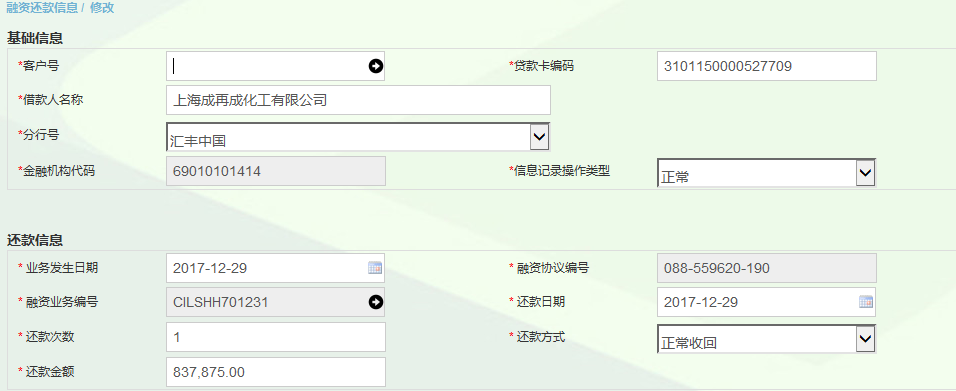 融资还款信息 / 修改
基础信息
*客户号 *贷款卡编码 3101150000527709
*借款人名称 上海成再成化工有限公司
*分行号 汇丰中国
*金融机构代码 69010101414 *信息记录操作类型 正常
还款信息
* 业务发生日期 2017-12-29 * 融资协议编号 088-559620-190
* 融资业务编号 CILSHH701231 * 还款日期 2017-12-29
* 还款次数 1 * 还款方式 正常收回
* 还款金额 837,875.00